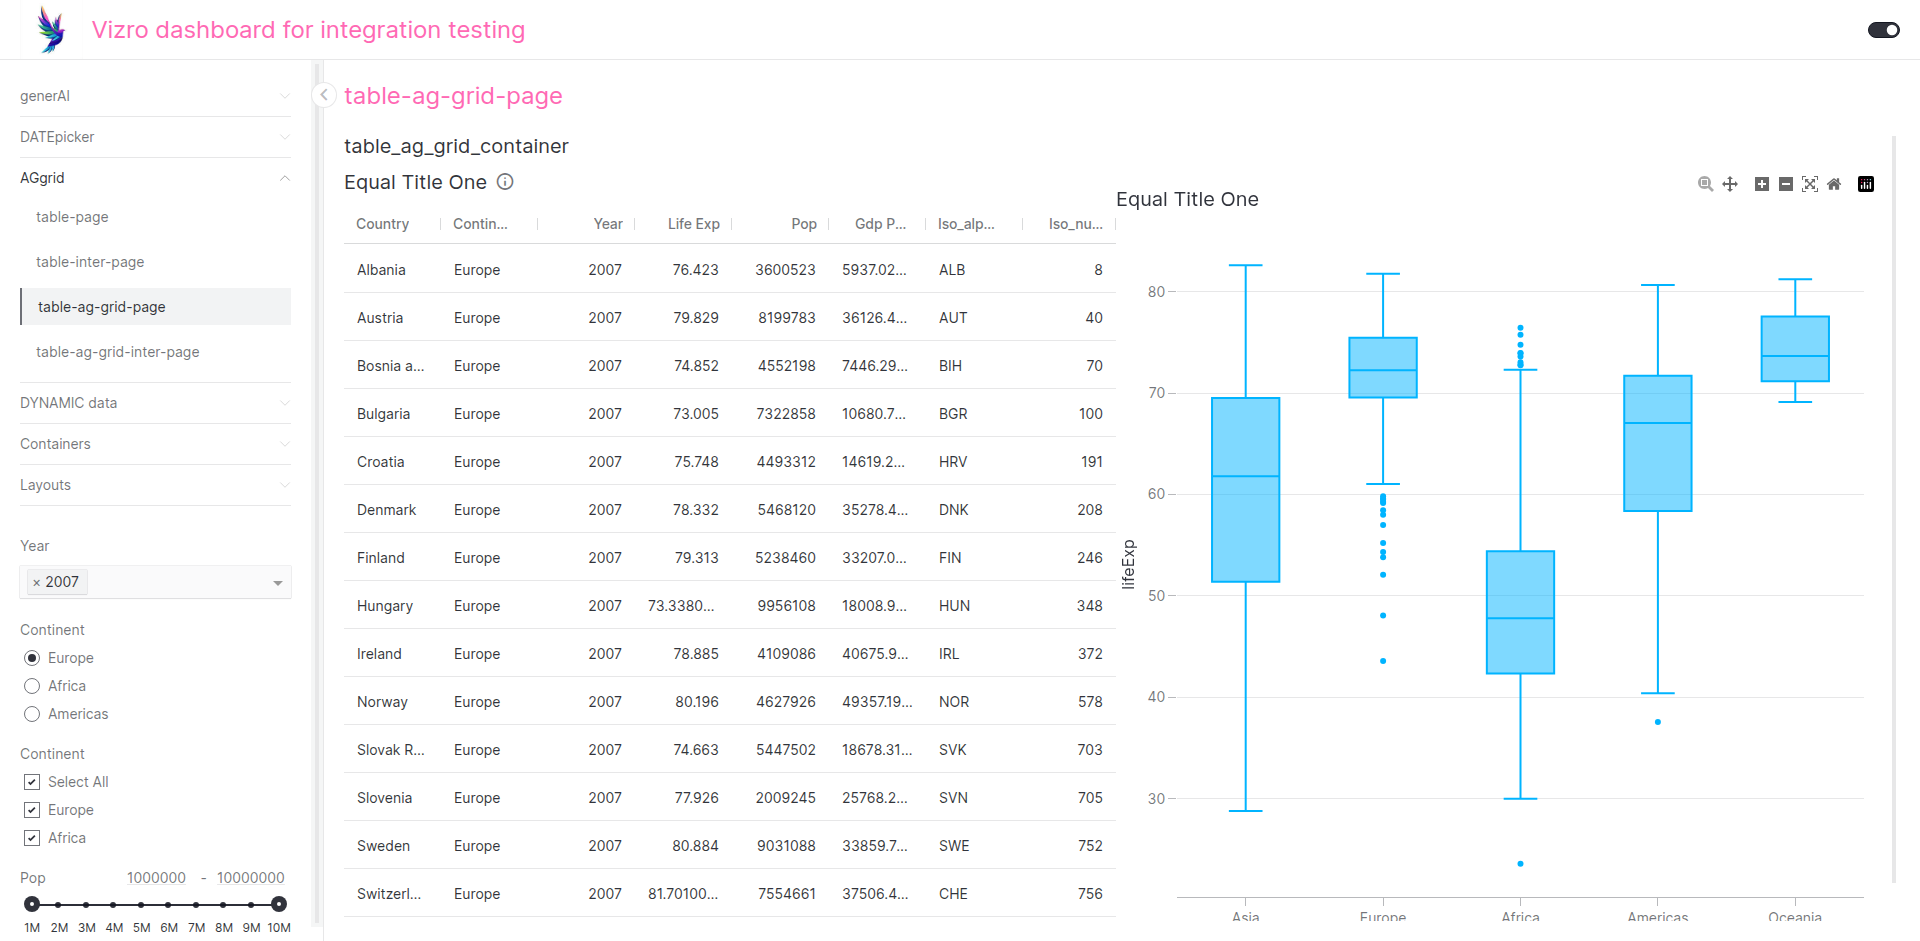 Vizro dashboard for integration testing
generAI
DATEpicker
AGgrid
table-page
table-inter-page
table-ag-grid-page
table-ag-grid-inter-page
DYNAMIC data
Containers
Layouts
Year
× 2007
Continent
Europe
Africa
Americas
Continent
Select All
Europe
Africa
Pop 1000000 - 10000000
1M 2M 3M 4M 5M 6M 7M 8M 9M 10M
table-ag-grid-page
table_ag_grid_container
Equal Title One
Country Contin... Year Life Exp Pop Gdp P... Iso_alp... Iso_nu...
Albania Europe 2007 76.423 3600523 5937.02... ALB 8
Austria Europe 2007 79.829 8199783 36126.4... AUT 40
Bosnia a... Europe 2007 74.852 4552198 7446.29... BIH 70
Bulgaria Europe 2007 73.005 7322858 10680.7... BGR 100
Croatia Europe 2007 75.748 4493312 14619.2... HRV 191
Denmark Europe 2007 78.332 5468120 35278.4... DNK 208
Finland Europe 2007 79.313 5238460 33207.0... FIN 246
Hungary Europe 2007 73.3380... 9956108 18008.9... HUN 348
Ireland Europe 2007 78.885 4109086 40675.9... IRL 372
Norway Europe 2007 80.196 4627926 49357.19... NOR 578
Slovak R... Europe 2007 74.663 5447502 18678.31... SVK 703
Slovenia Europe 2007 77.926 2009245 25768.2... SVN 705
Sweden Europe 2007 80.884 9031088 33859.7... SWE 752
Switzerl... Europe 2007 81.70100... 7554661 37506.4... CHE 756
Equal Title One
lifeExp
80
70
60
50
40
30
Asia Europe Africa Americas Oceania